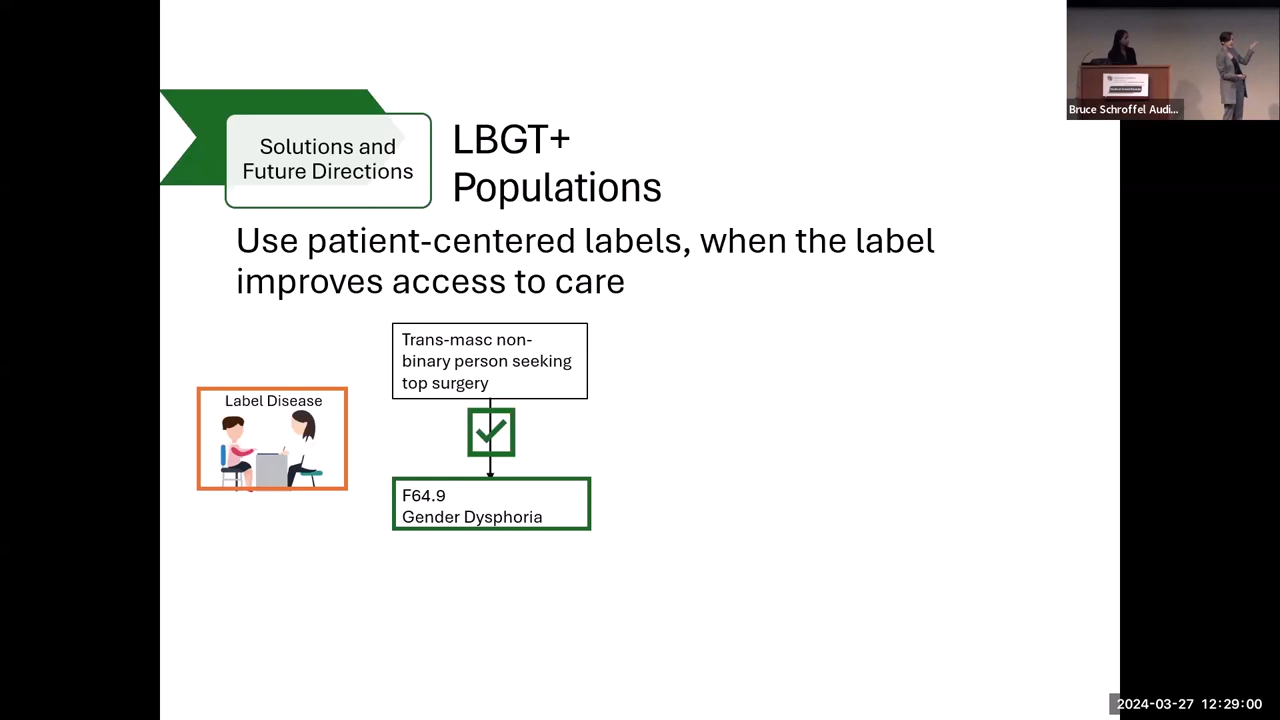 Bruce Schroffel Audi...
Solutions and
Future Directions
LBGT+
Populations
Use patient-centered labels, when the label
improves access to care
Trans-masc non-
binary person seeking
top surgery
Label Disease
F64.9
Gender Dysphoria
2024-03-27 12:29:00